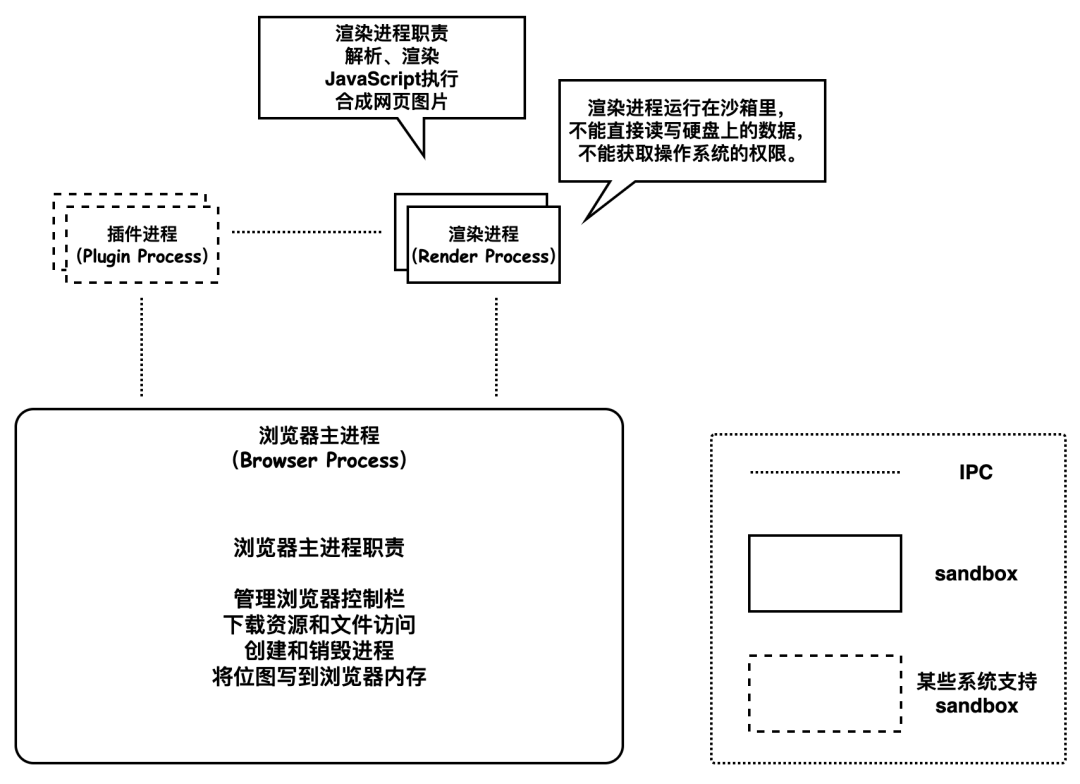 渲染进程职责
解析、渲染
JavaScript执行
合成网页图片
渲染进程运行在沙箱里，
不能直接读写硬盘上的数据，
不能获取操作系统的权限。
插件进程
（Plugin Process）
渲染进程
（Render Process）
浏览器主进程
（Browser Process）
浏览器主进程职责
管理浏览器控制栏
下载资源和文件访问
创建和销毁进程
将位图写到浏览器内存
IPC
sandbox
某些系统支持
sandbox